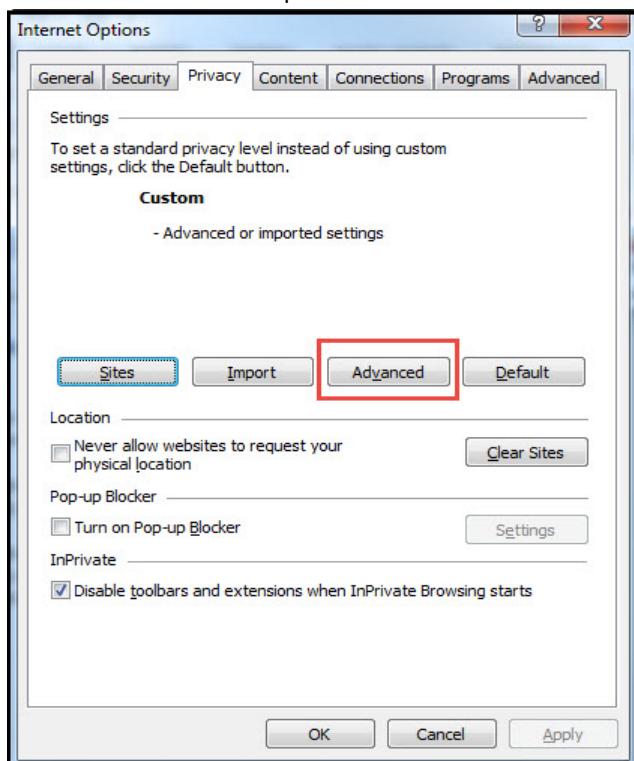 Internet Options
General Security Privacy Content Connections Programs Advanced
Settings
To set a standard privacy level instead of using custom
settings, click the Default button.
Custom
- Advanced or imported settings
Sites Import Advanced Default
Location
Never allow websites to request your
physical location
Clear Sites
Pop-up Blocker
Turn on Pop-up Blocker
Settings
InPrivate
Disable toolbars and extensions when InPrivate Browsing starts
OK Cancel Apply